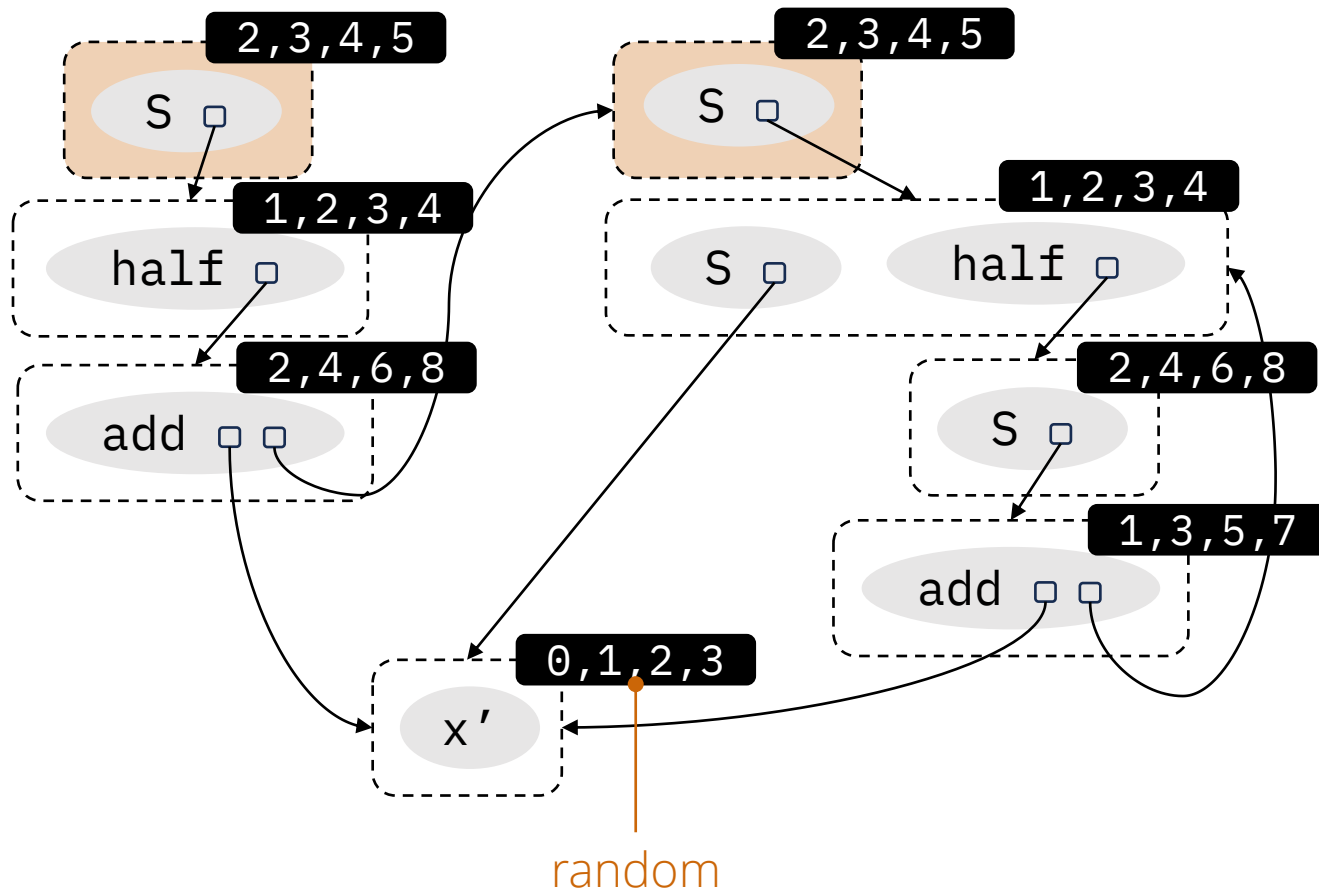 2,3,4,5
2,3,4,5
S
S
1,2,3,4
1,2,3,4
half
S
half
2,4,6,8
2,4,6,8
add
S
1,3,5,7
add
0,1,2,3
x’
random